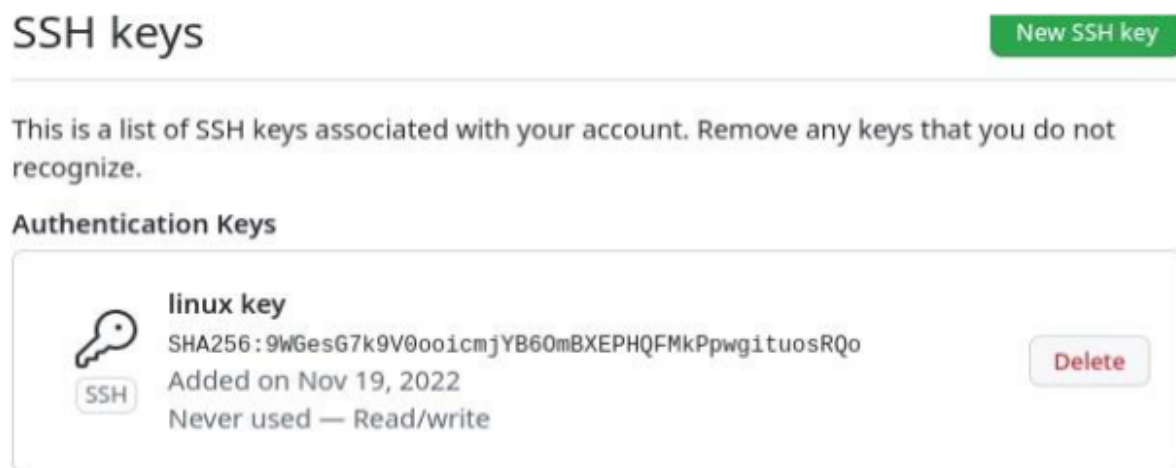 SSH keys
New SSH key
This is a list of SSH keys associated with your account. Remove any keys that you do not
recognize.
Authentication Keys
linux key
SHA256:9WGesG7k9V0ooicmjYB6OmBXEPHQFMkPpwgituosRQo
Added on Nov 19, 2022
SSH
Never used — Read/write
Delete